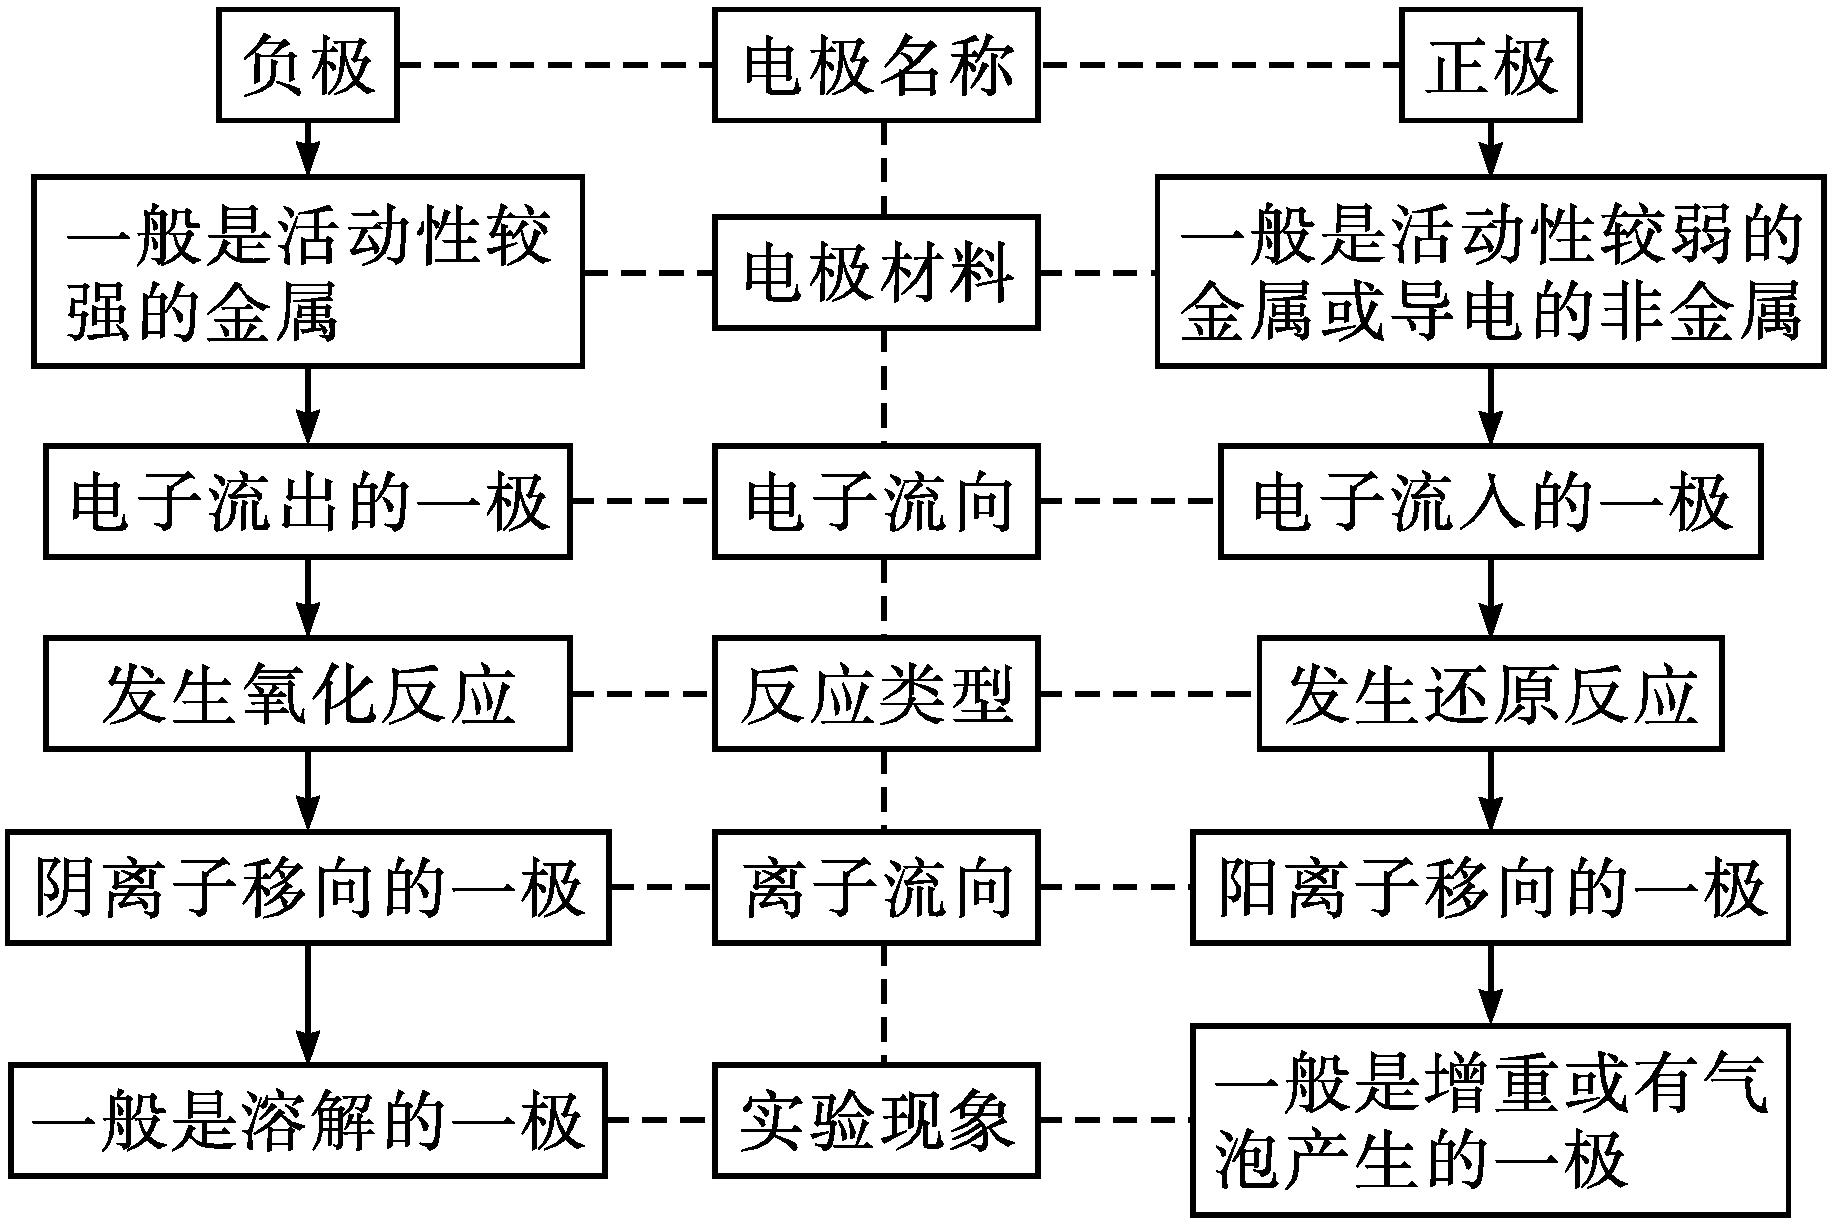 负极
电极名称
正极
一般是活动性较
强的金属
电极材料
一般是活动性较弱的
金属或导电的非金属
电子流出的一极
电子流向
电子流入的一极
发生氧化反应
反应类型
发生还原反应
阴离子移向的一极
离子流向
阳离子移向的一极
一般是溶解的一极
实验现象
一般是增重或有气
泡产生的一极